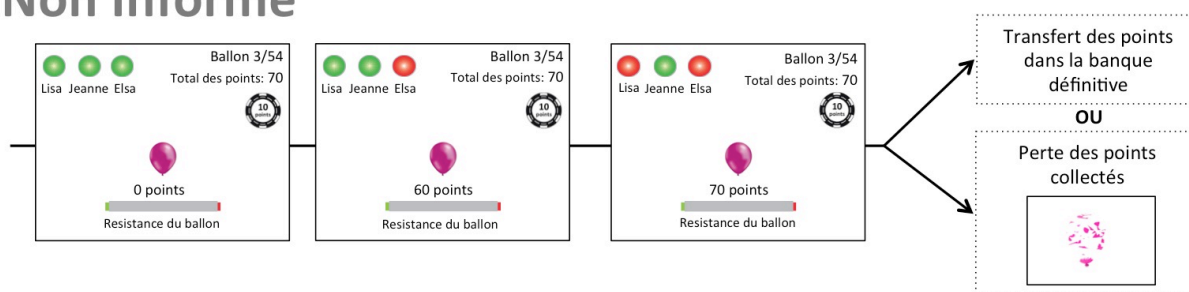 Non informé
Ballon 3/54
Total des points: 70
Lisa Jeanne Elsa
10
points
0 points
Resistance du ballon
Ballon 3/54
Total des points: 70
Lisa Jeanne Elsa
10
points
60 points
Resistance du ballon
Ballon 3/54
Total des points: 70
Lisa Jeanne Elsa
10
points
70 points
Resistance du ballon
Transfert des points
dans la banque
définitive
OU
Perte des points
collectés